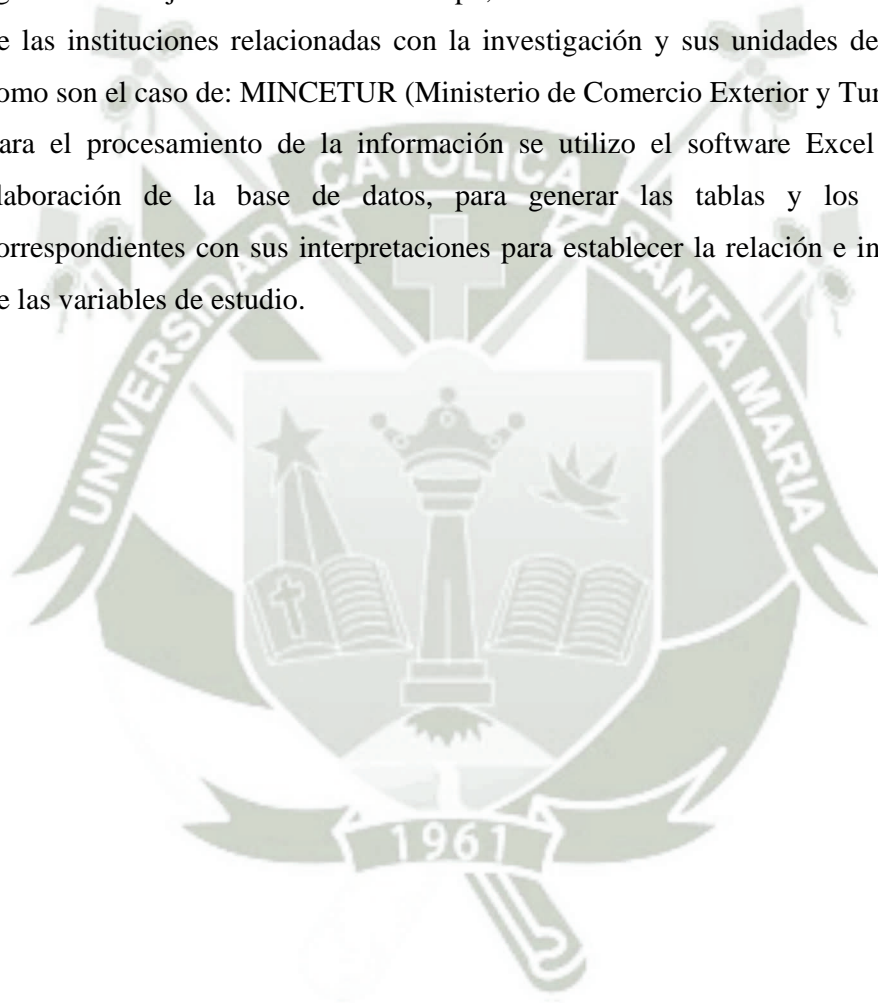 e las instituciones relacionadas con la investigación y sus unidades de
omo son el caso de: MINCETUR (Ministerio de Comercio Exterior y Tur
ara el procesamiento de la información se utilizo el software Excel
laboración de la base de datos, para generar las tablas y los
orrespondientes con sus interpretaciones para establecer la relación e in
e las variables de estudio.
UNIVERSIDAD CATOLICA SANTA MARIA
1961